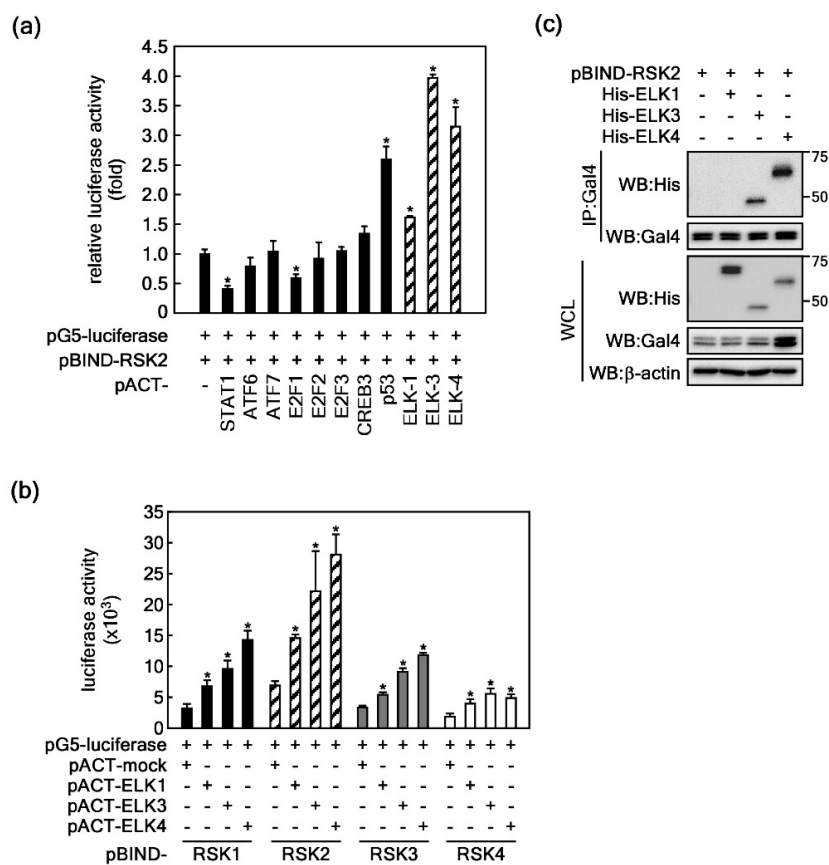 (a)
4.5
4.0
3.5
3.0
2.5
2.0
1.5
1.0
0.5
0
relative luciferase activity
(fold)
* * * * * *
pG5-luciferase + + + + + + + + + + + +
pBIND-RSK2 + + + + + + + + + + + +
pACT- - STAT1 ATF6 ATF7 E2F1 E2F2 E2F3 CREB3 p53 ELK-1 ELK-3 ELK-4
(c)
pBIND-RSK2 + + + +
His-ELK1 - + - -
His-ELK3 - - + -
His-ELK4 - - - +
IP:Gal4
WB:His
75
50
WB:Gal4
WCL
WB:His
75
50
WB:Gal4
WB:β-actin
(b)
35
30
25
20
15
10
5
0
luciferase activity
(x10³)
* * * * * * * * * * * *
pG5-luciferase + + + + + + + + + + + + + + + +
pACT-mock + - - - + - - - + - - - + - - -
pACT-ELK1 - + - - - + - - - + - - - + - -
pACT-ELK3 - - + - - - + - - - + - - - + -
pACT-ELK4 - - - + - - - + - - - + - - - +
pBIND- RSK1 RSK2 RSK3 RSK4